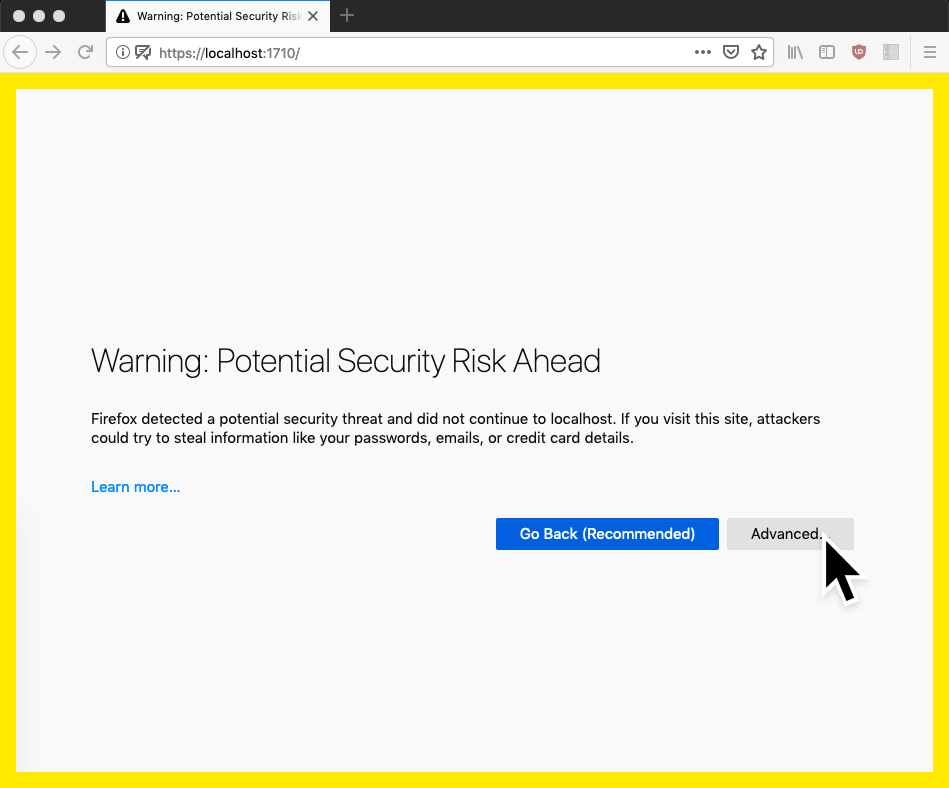 Warning: Potential Security Risk
https://localhost:1710/
Warning: Potential Security Risk Ahead
Firefox detected a potential security threat and did not continue to localhost. If you visit this site, attackers
could try to steal information like your passwords, emails, or credit card details.
Learn more...
Go Back (Recommended)
Advanced...